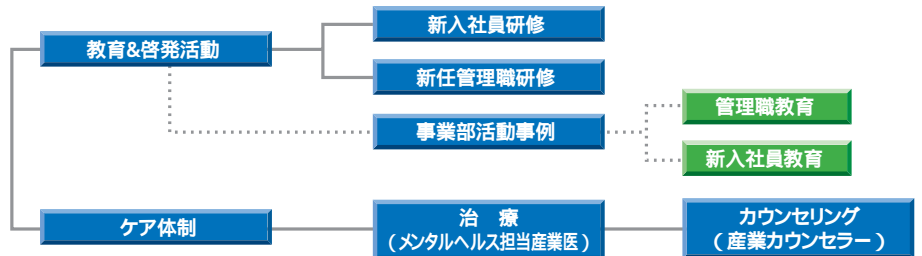 新入社員研修
教育&啓発活動
新任管理職研修
管理職教育
事業部活動事例
新入社員教育
ケア体制
治　療
（メンタルヘルス担当産業医）
カウンセリング
（産業カウンセラー）